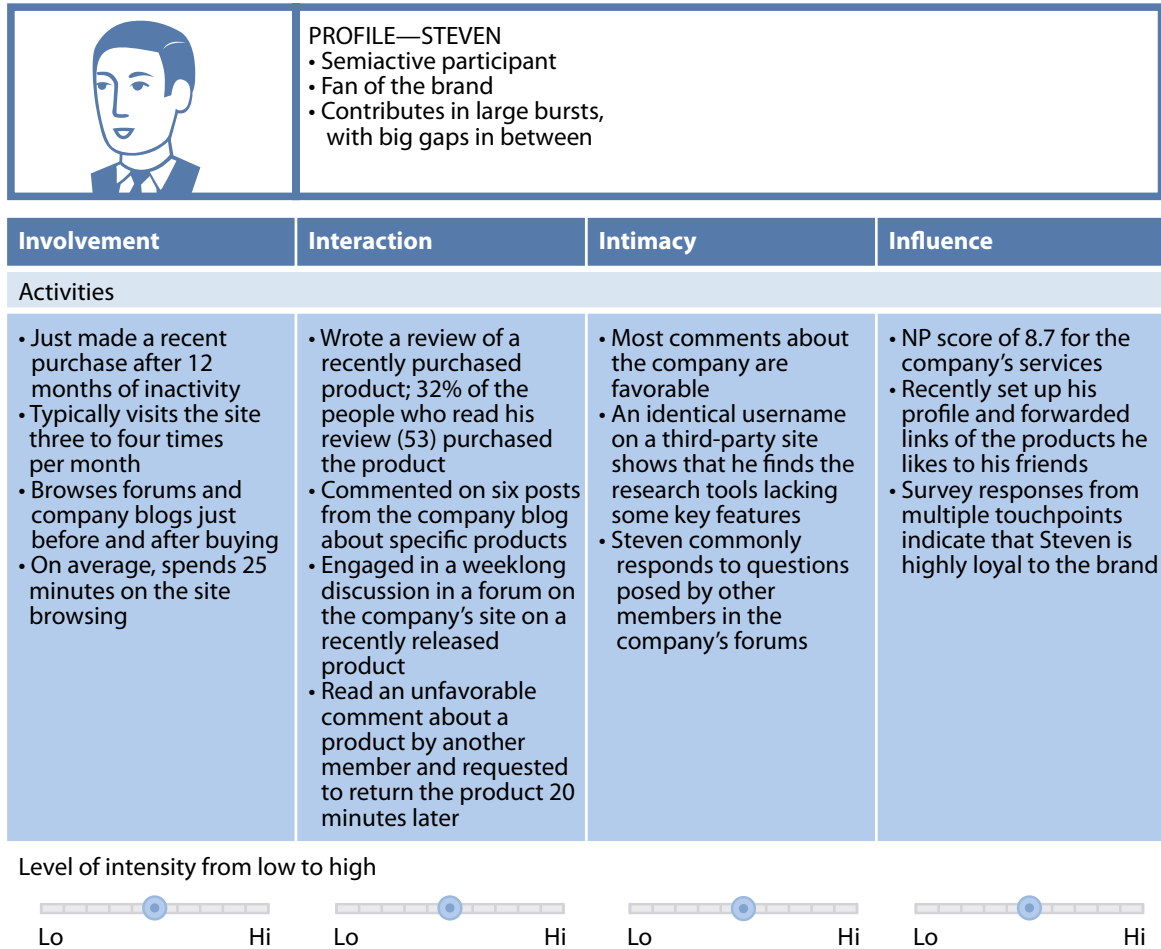 PROFILE—STEVEN
• Semiactive participant
• Fan of the brand
• Contributes in large bursts,
with big gaps in between
Involvement
Interaction
Intimacy
Influence
Activities
• Just made a recent
purchase after 12
months of inactivity
• Typically visits the site
three to four times
per month
• Browses forums and
company blogs just
before and after buying
• On average, spends 25
minutes on the site
browsing
• Wrote a review of a
recently purchased
product; 32% of the
people who read his
review (53) purchased
the product
• Commented on six posts
from the company blog
about specific products
• Engaged in a weeklong
discussion in a forum on
the company’s site on a
recently released
product
• Read an unfavorable
comment about a
product by another
member and requested
to return the product 20
minutes later
• Most comments about
the company are
favorable
• An identical username
on a third-party site
shows that he finds the
research tools lacking
some key features
• Steven commonly
responds to questions
posed by other
members in the
company’s forums
• NP score of 8.7 for the
company’s services
• Recently set up his
profile and forwarded
links of the products he
likes to his friends
• Survey responses from
multiple touchpoints
indicate that Steven is
highly loyal to the brand
Level of intensity from low to high
Lo Hi
Lo Hi
Lo Hi
Lo Hi